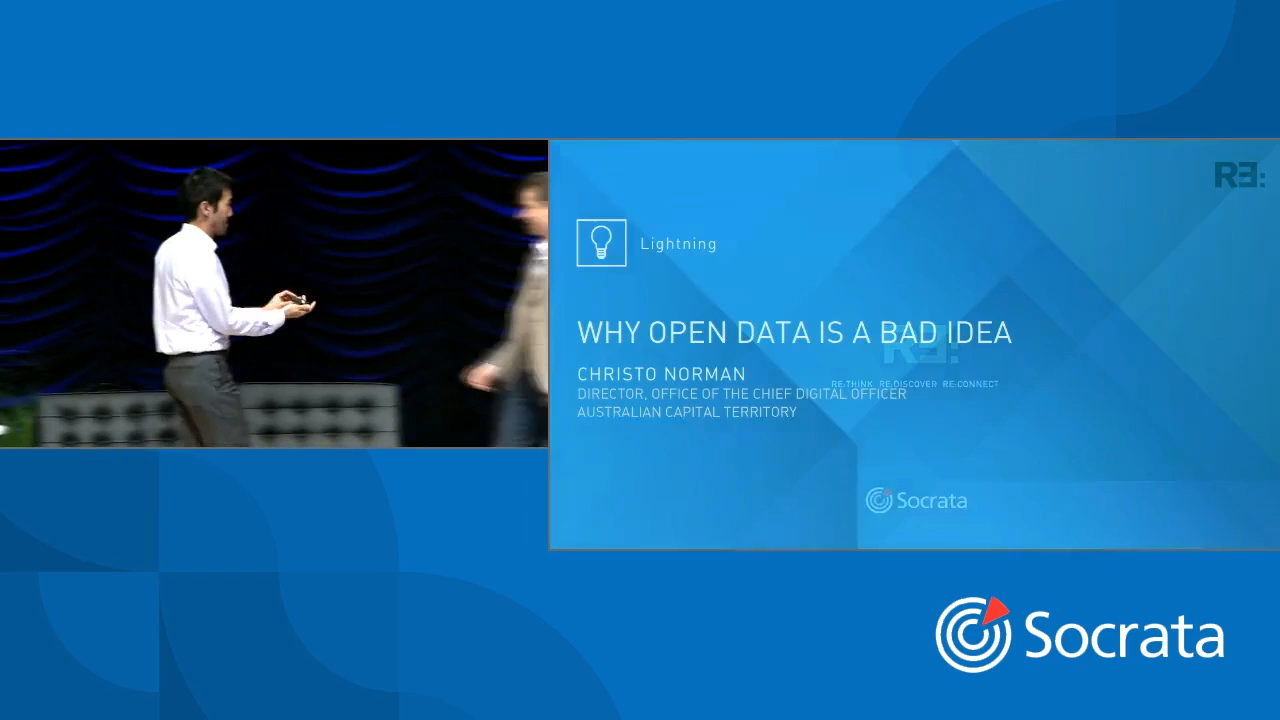 RE:
Lightning
WHY OPEN DATA IS A BAD IDEA
RE:
CHRISTO NORMAN
RE:THINK RE:DISCOVER RE:CONNECT
DIRECTOR, OFFICE OF THE CHIEF DIGITAL OFFICER
AUSTRALIAN CAPITAL TERRITORY
Socrata
Socrata